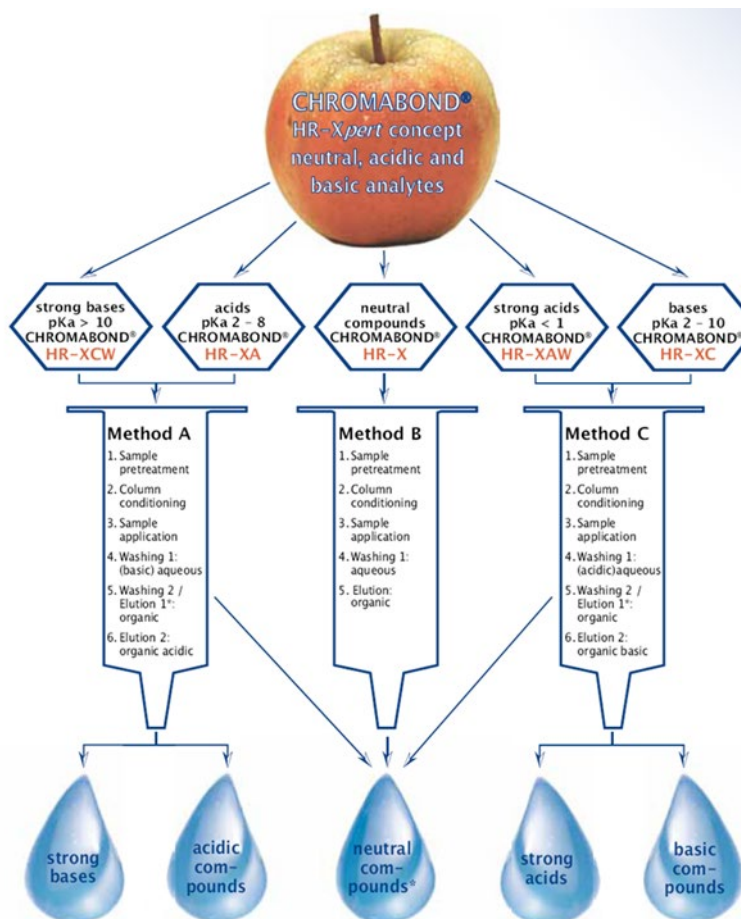 CHROMABOND®
HR-Xpert concept
neutral, acidic and
basic analytes
strong bases
pKa > 10
CHROMABOND®
HR-XCW
acids
pKa 2 – 8
CHROMABOND®
HR-XA
neutral
compounds
CHROMABOND®
HR-X
strong acids
pKa < 1
CHROMABOND®
HR-XAW
bases
pKa 2 – 10
CHROMABOND®
HR-XC
Method A
1. Sample
pretreatment
2. Column
conditioning
3. Sample
application
4. Washing 1:
(basic) aqueous
5. Washing 2 /
Elution 1*:
organic
6. Elution 2:
organic acidic
Method B
1. Sample
pretreatment
2. Column
conditioning
3. Sample
application
4. Washing 1:
aqueous
5. Elution:
organic
Method C
1. Sample
pretreatment
2. Column
conditioning
3. Sample
application
4. Washing 1:
(acidic)aqueous
5. Washing 2 /
Elution 1*:
organic
6. Elution 2:
organic basic
strong
bases
acidic
com-
pounds
neutral
com-
pounds*
strong
acids
basic
com-
pounds